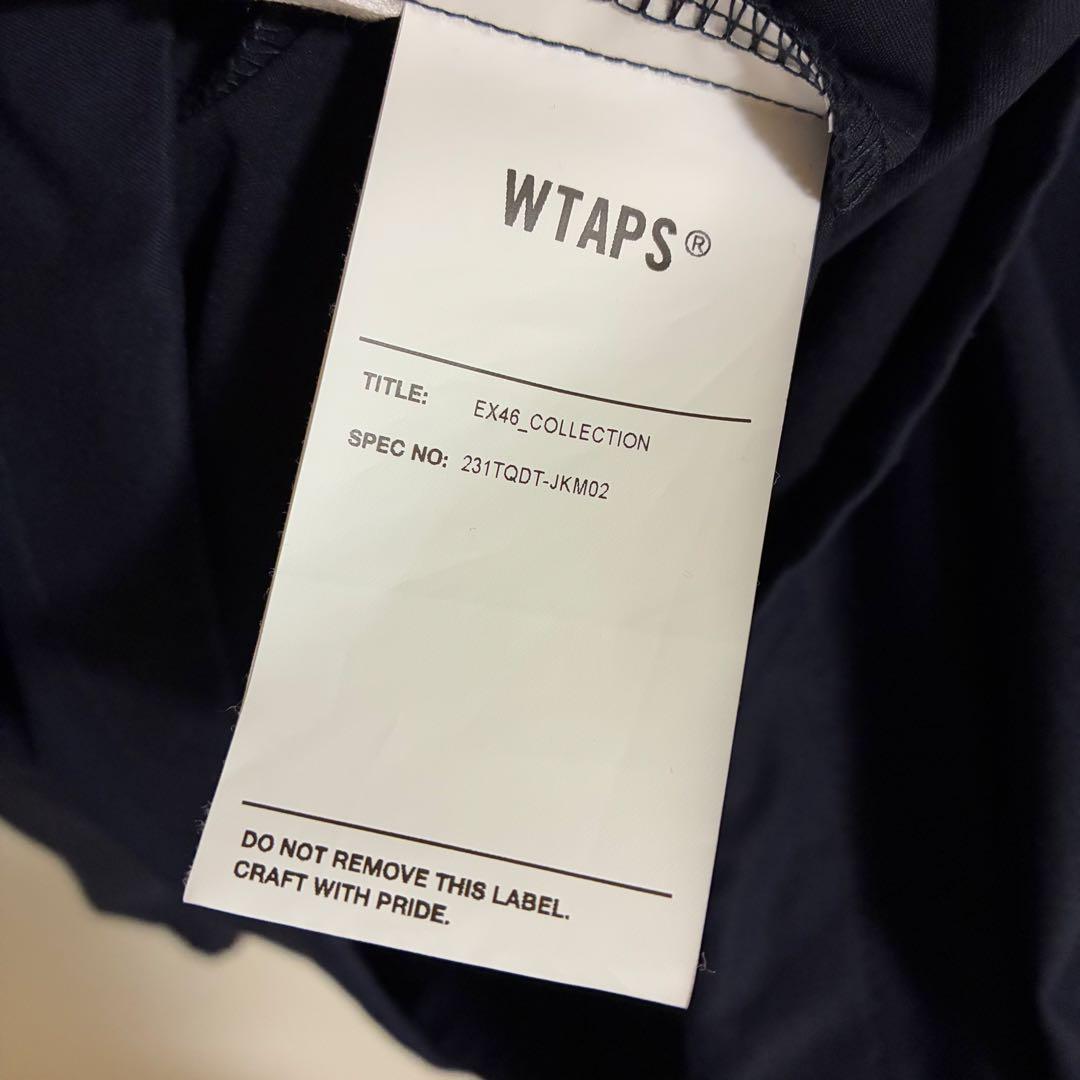 WTAPS®
TITLE: EX46_COLLECTION
SPEC NO: 231TQDT-JKM02
DO NOT REMOVE THIS LABEL.
CRAFT WITH PRIDE.